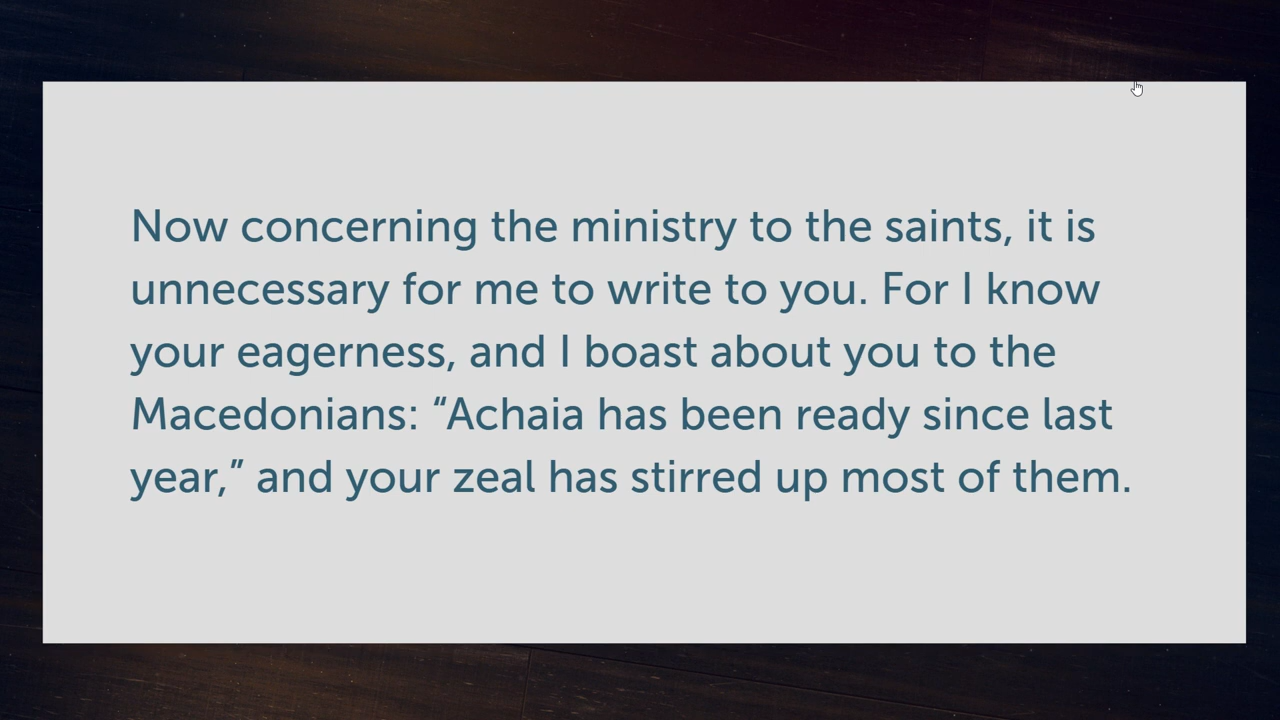 Now concerning the ministry to the saints, it is
unnecessary for me to write to you. For I know
your eagerness, and I boast about you to the
Macedonians: “Achaia has been ready since last
year,” and your zeal has stirred up most of them.